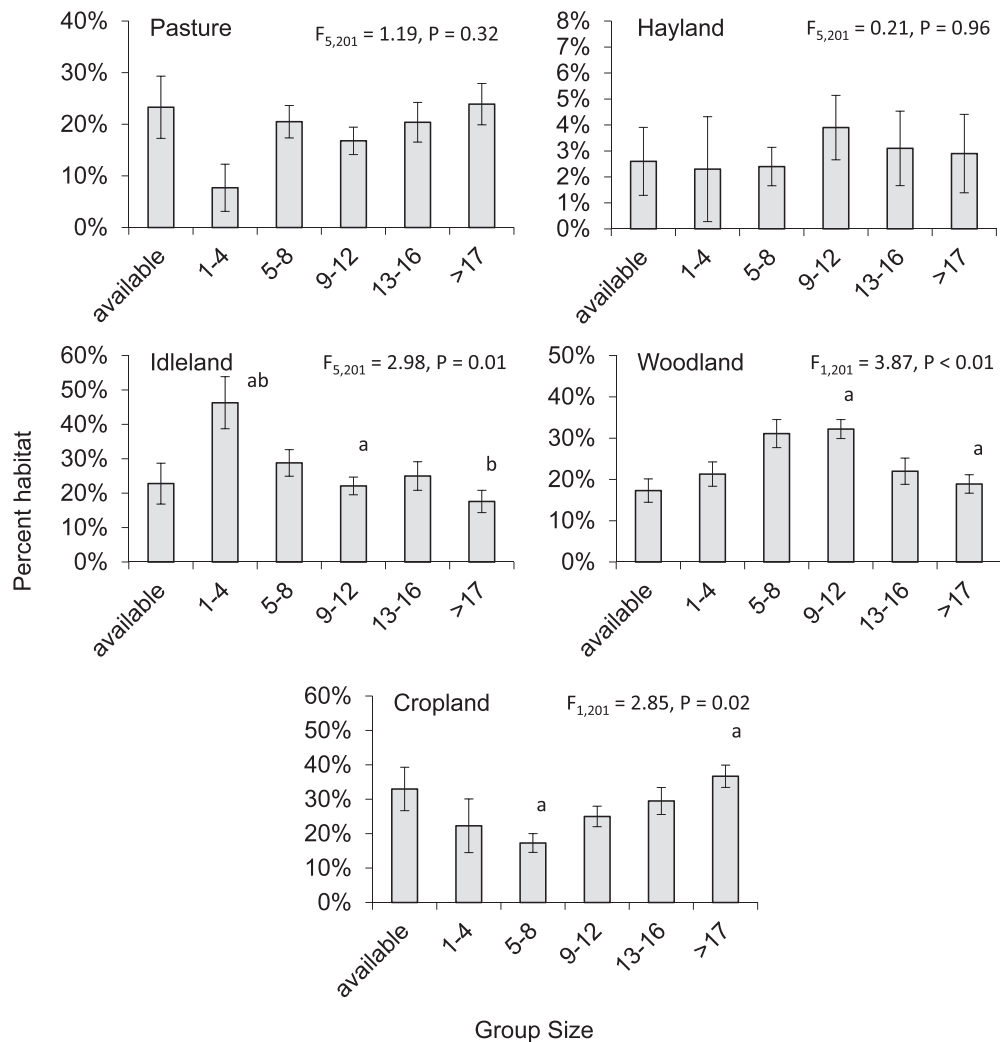 Pasture
F5,201 = 1.19, P = 0.32
40%
30%
20%
10%
0%
available
1-4
5-8
9-12
13-16
>17
Hayland
F5,201 = 0.21, P = 0.96
8%
7%
6%
5%
4%
3%
2%
1%
0%
available
1-4
5-8
9-12
13-16
>17
Percent habitat
Idleland
F5,201 = 2.98, P = 0.01
60%
50%
40%
30%
20%
10%
0%
ab
a
b
available
1-4
5-8
9-12
13-16
>17
Woodland
F1,201 = 3.87, P < 0.01
50%
40%
30%
20%
10%
0%
a
a
available
1-4
5-8
9-12
13-16
>17
Cropland
F1,201 = 2.85, P = 0.02
60%
50%
40%
30%
20%
10%
0%
a
a
available
1-4
5-8
9-12
13-16
>17
Group Size